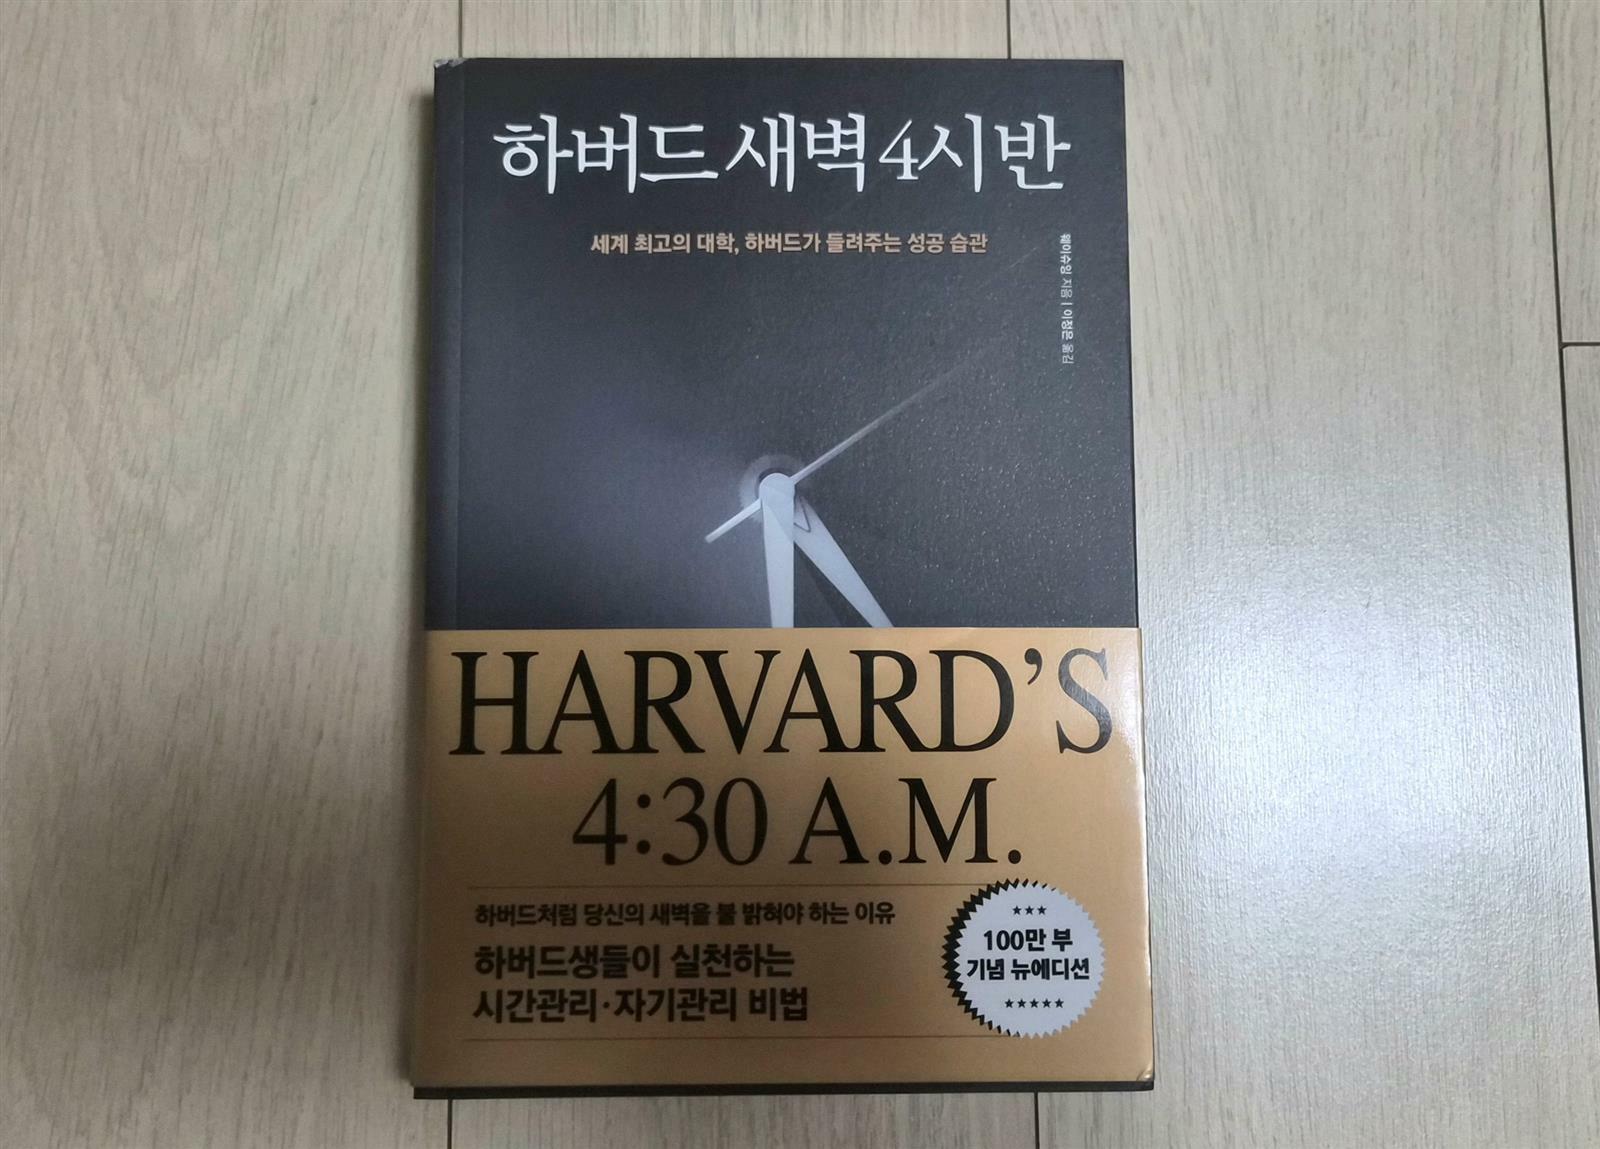 하버드 새벽 4시 반
세계 최고의 대학, 하버드가 들려주는 성공 습관
웨이슈잉 지음 | 이정은 옮김
HARVARD'S
4:30 A.M.
하버드처럼 당신의 새벽을 불 밝혀야 하는 이유
하버드생들이 실천하는
시간관리·자기관리 비법
★★★
100만 부
기념 뉴에디션
★★★★★